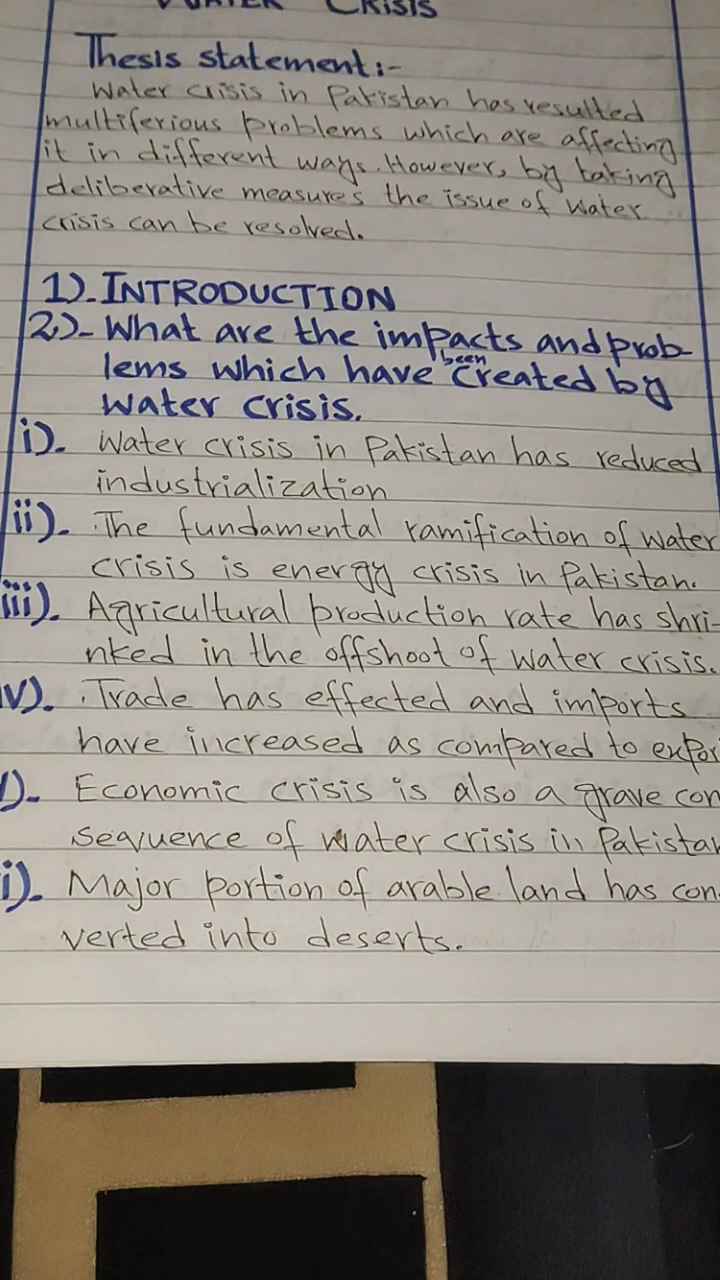 WATER CRISIS
Thesis statement:-
Water crisis in Pakistan has resulted
multiferious problems which are affecting
it in different ways. However, by taking
deliberative measures the issue of water
crisis can be resolved.
1). INTRODUCTION
2)- What are the impacts and prob-
lems which have been created by
water crisis.
i). Water crisis in Pakistan has reduced
industrialization
ii). The fundamental ramification of water
crisis is energy crisis in Pakistan.
iii). Agricultural production rate has shri-
nked in the offshoot of water crisis.
iv). Trade has effected and imports
have increased as compared to expor
). Economic crisis is also a grave con
sequence of water crisis in Pakistan
i). Major portion of arable land has con-
verted into deserts.